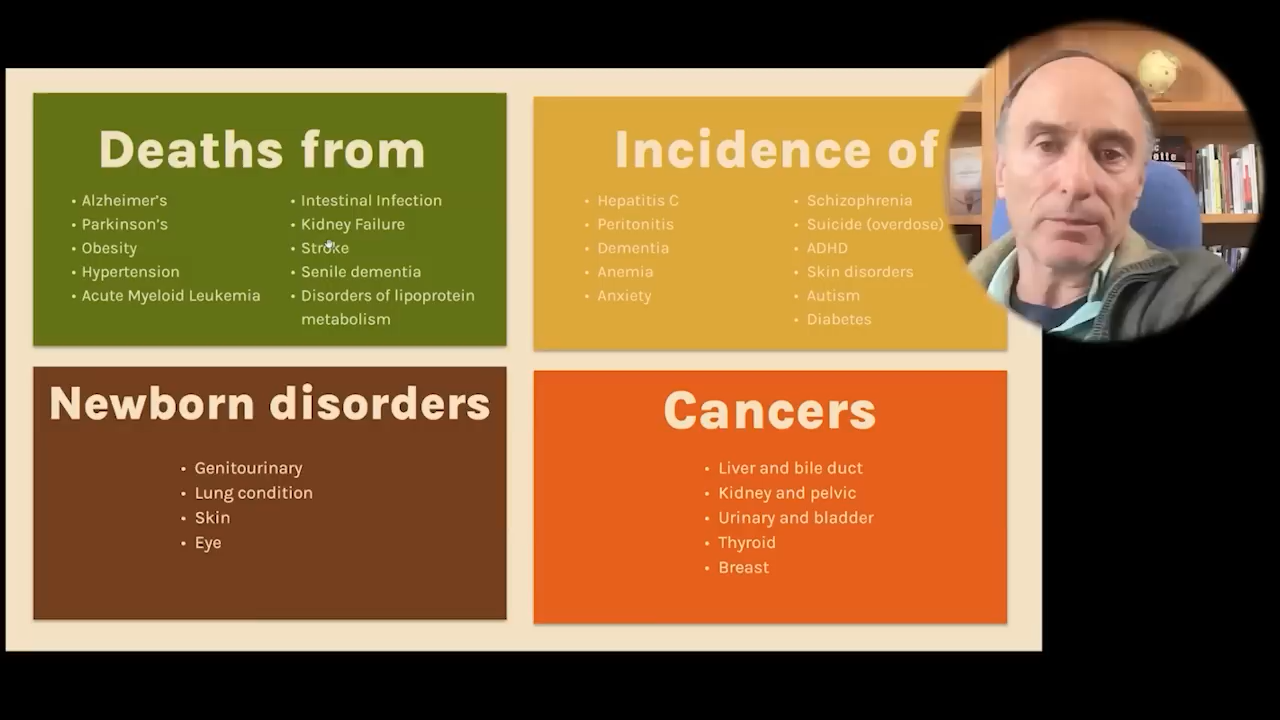 Deaths from
• Alzheimer's
• Parkinson's
• Obesity
• Hypertension
• Acute Myeloid Leukemia
• Intestinal Infection
• Kidney Failure
• Stroke
• Senile dementia
• Disorders of lipoprotein
metabolism
Incidence of
• Hepatitis C
• Peritonitis
• Dementia
• Anemia
• Anxiety
• Schizophrenia
• Suicide (overdose)
• ADHD
• Skin disorders
• Autism
• Diabetes
Newborn disorders
• Genitourinary
• Lung condition
• Skin
• Eye
Cancers
• Liver and bile duct
• Kidney and pelvic
• Urinary and bladder
• Thyroid
• Breast